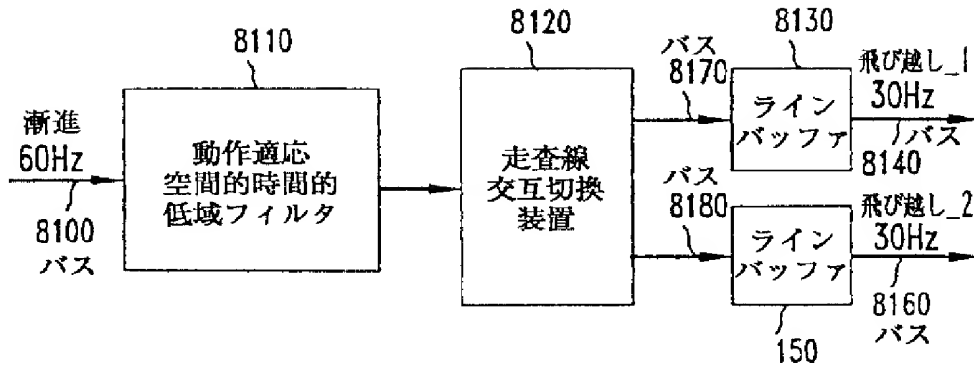 漸進
60Hz
8100
バス
8110
動作適応
空間的時間的
低域フィルタ
8120
走査線
交互切換
装置
バス
8170
8130
ライン
バッファ
飛び越し_1
30Hz
バス
8140
バス
8180
ライン
バッファ
150
飛び越し_2
30Hz
8160
バス